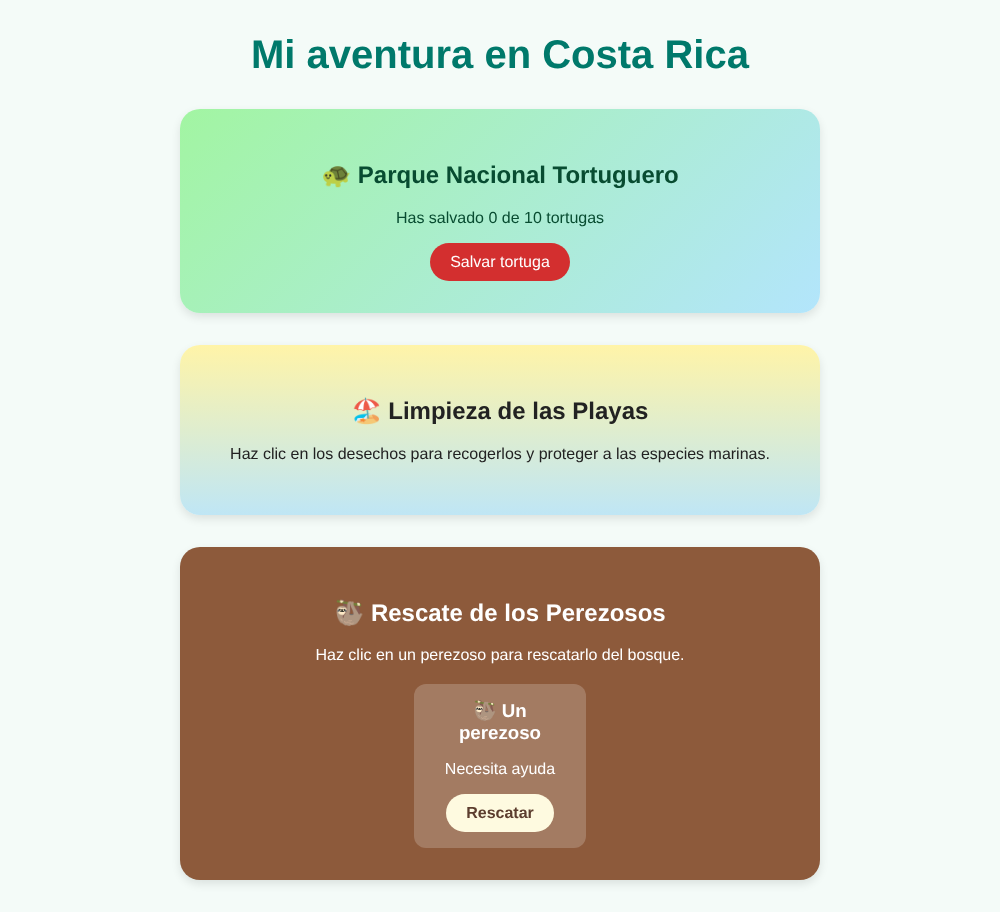 Mi aventura en Costa Rica
🐢 Parque Nacional Tortuguero
Has salvado 0 de 10 tortugas
Salvar tortuga
🏖️ Limpieza de las Playas
Haz clic en los desechos para recogerlos y proteger a las especies marinas.
🦥 Rescate de los Perezosos
Haz clic en un perezoso para rescatarlo del bosque.
🦥 Un
perezoso
Necesita ayuda
Rescatar